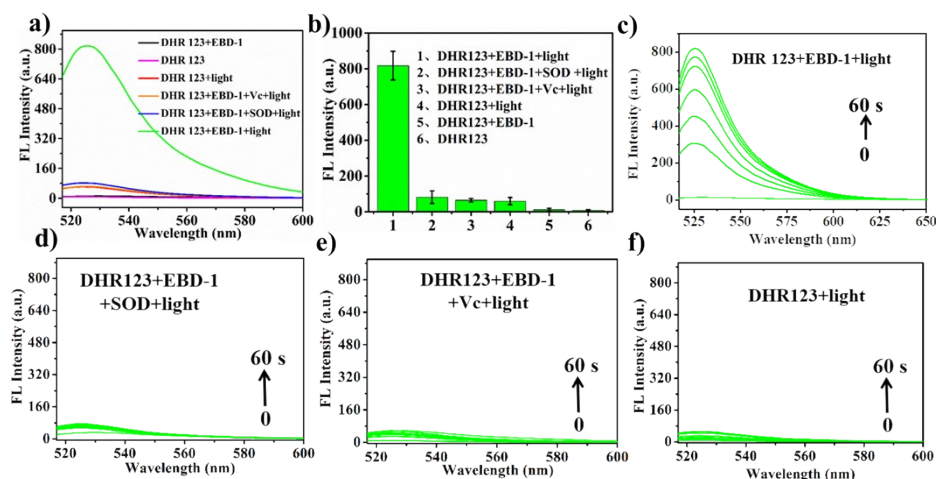 a)
FL Intensity (a.u.)
800
640
480
320
160
0
DHR 123+EBD-1
DHR 123
DHR 123+light
DHR 123+EBD-1+Vc+light
DHR 123+EBD-1+SOD+light
DHR 123+EBD-1+light
520 540 560 580 600
Wavelength (nm)
b)
FL Intensity (a.u.)
1000
800
600
400
200
0
1、DHR123+EBD-1+light
2、DHR123+EBD-1+SOD +light
3、DHR123+EBD-1+Vc+light
4、DHR123+light
5、DHR123+EBD-1
6、DHR123
1 2 3 4 5 6
c)
FL Intensity (a.u.)
800
600
400
200
0
DHR 123+EBD-1+light
60 s
0
525 550 575 600 625 650
Wavelength (nm)
d)
FL Intensity (a.u.)
800
640
480
320
160
0
DHR123+EBD-1
+SOD+light
60 s
0
520 540 560 580 600
Wavelength (nm)
e)
FL Intensity (a.u.)
800
640
480
320
160
0
DHR123+EBD-1
+Vc+light
60 s
0
520 540 560 580 600
Wavelength (nm)
f)
FL Intensity (a.u.)
800
640
480
320
160
0
DHR123+light
60 s
0
520 540 560 580 600
Wavelength (nm)